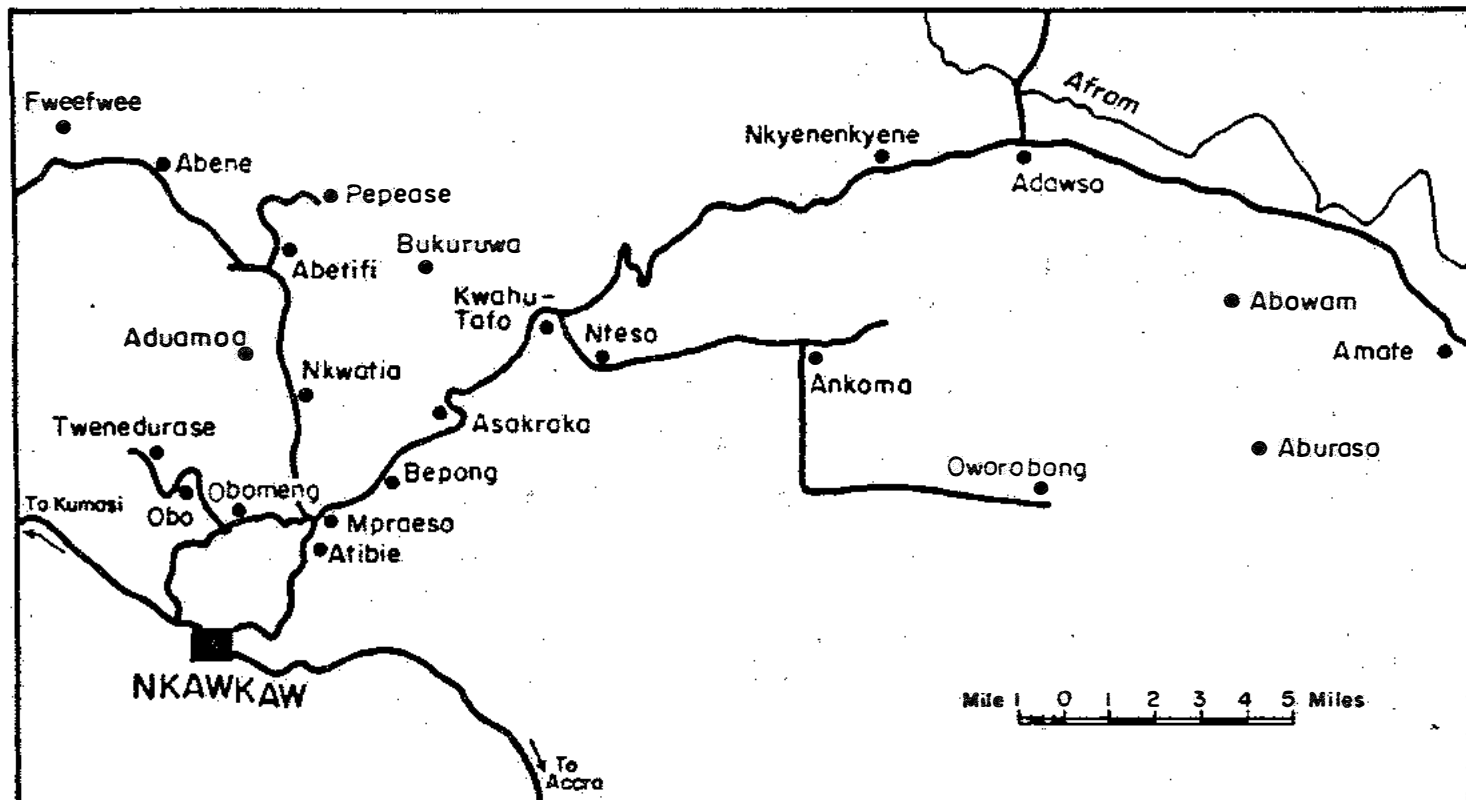 Fweefwee
Abene
Pepease
Abetifi
Bukuruwa
Kwahu-
Tafo
Nteso
Nkyenenkyene
Afram
Adawso
Abowam
Amate
Aduamoa
Nkwatia
Ankoma
Twenedurase
Asakraka
Aburaso
Bepong
Oworobong
To Kumasi
Obo
Obomeng
Mpraeso
Atibie
NKAWKAW
Mile 1 0 1 2 3 4 5 Miles
To
Accra